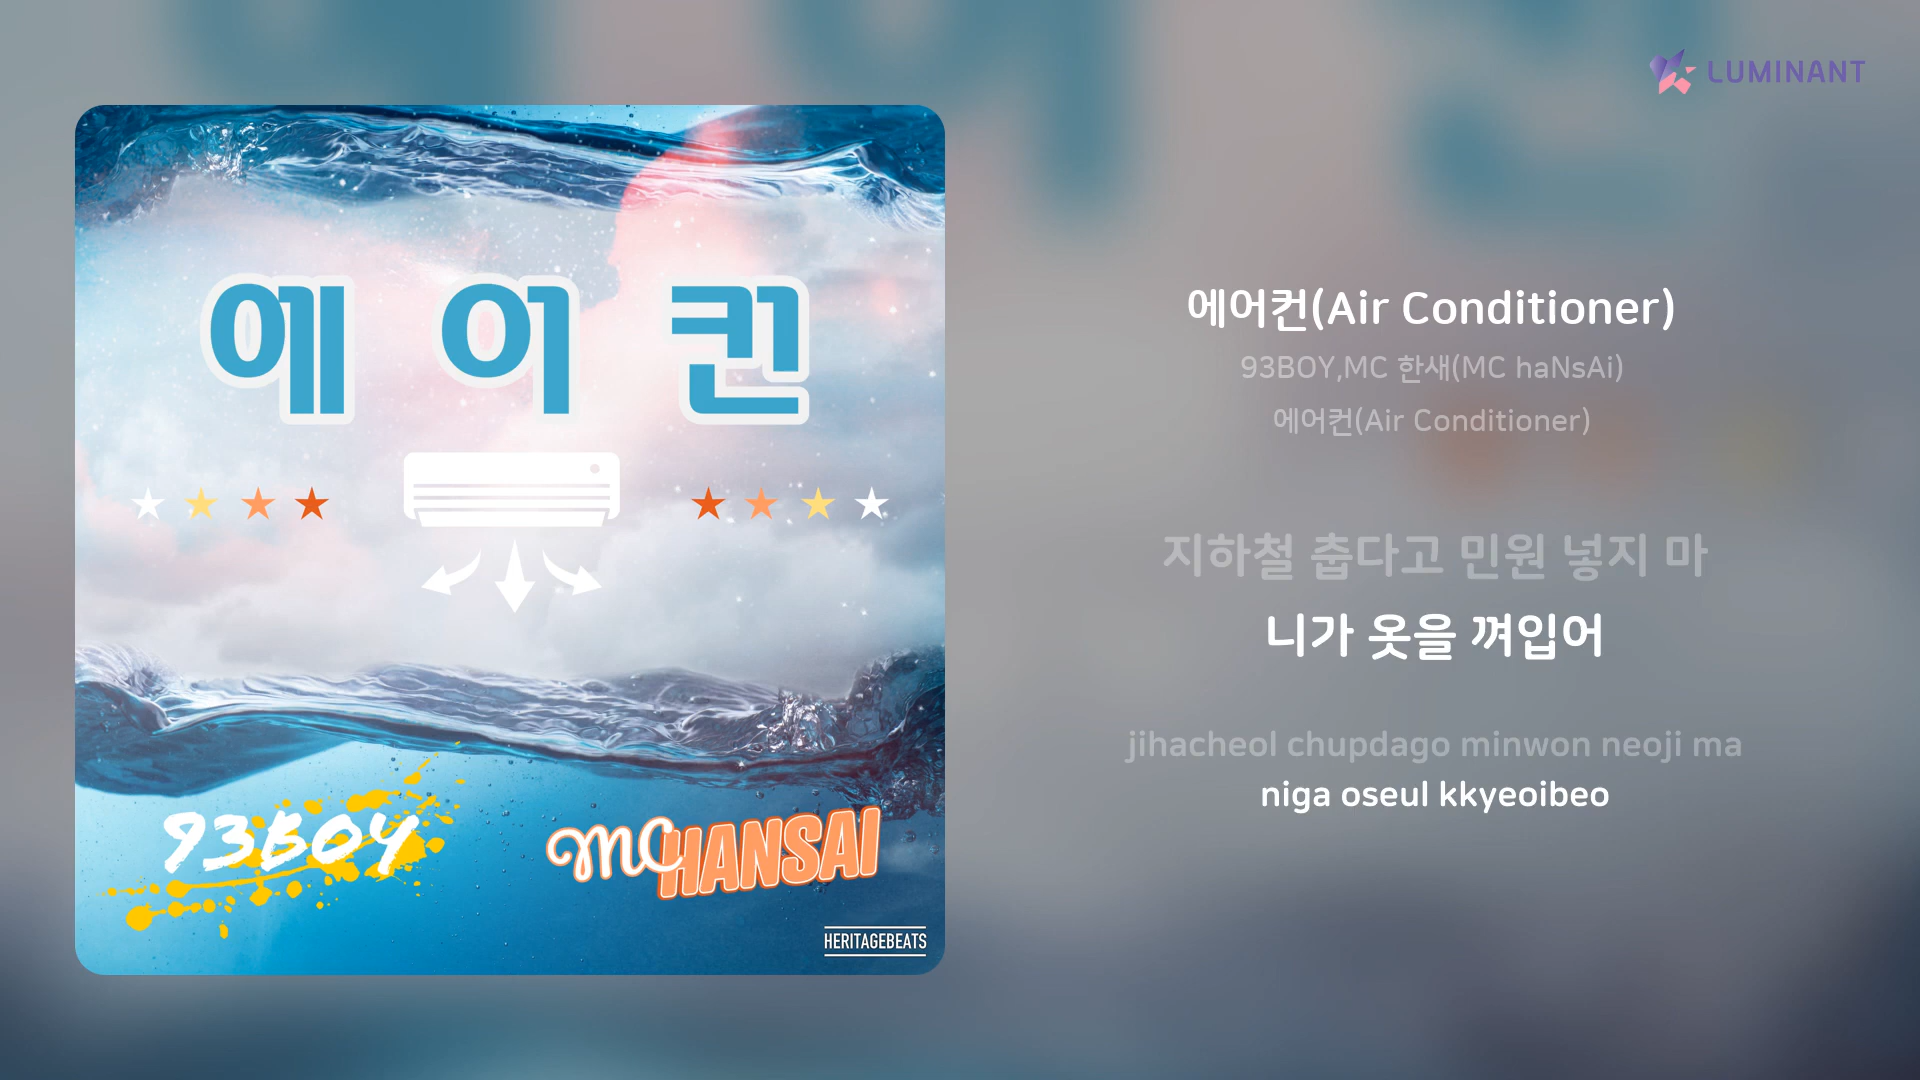 LUMINANT
에어컨
93BOY
MC HANSAI
HERITAGEBEATS
에어컨(Air Conditioner)
93BOY,MC 한새(MC haNsAi)
에어컨(Air Conditioner)
지하철 춥다고 민원 넣지 마
니가 옷을 껴입어
jihacheol chupdago minwon neoji ma
niga oseul kkyeoibeo